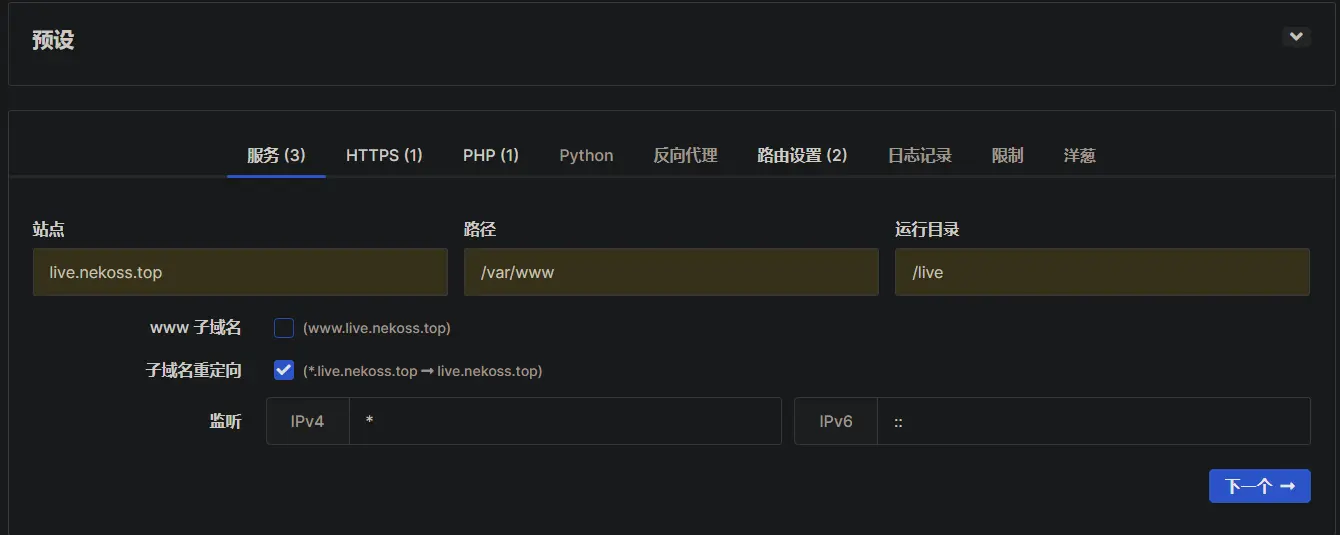 预设
服务 (3) HTTPS (1) PHP (1) Python 反向代理 路由设置 (2) 日志记录 限制 洋葱
站点 路径 运行目录
live.nekoss.top /var/www /live
www 子域名 (www.live.nekoss.top)
子域名重定向 (*.live.nekoss.top ➞ live.nekoss.top)
监听 IPv4 * IPv6 ::
下一个 ➞